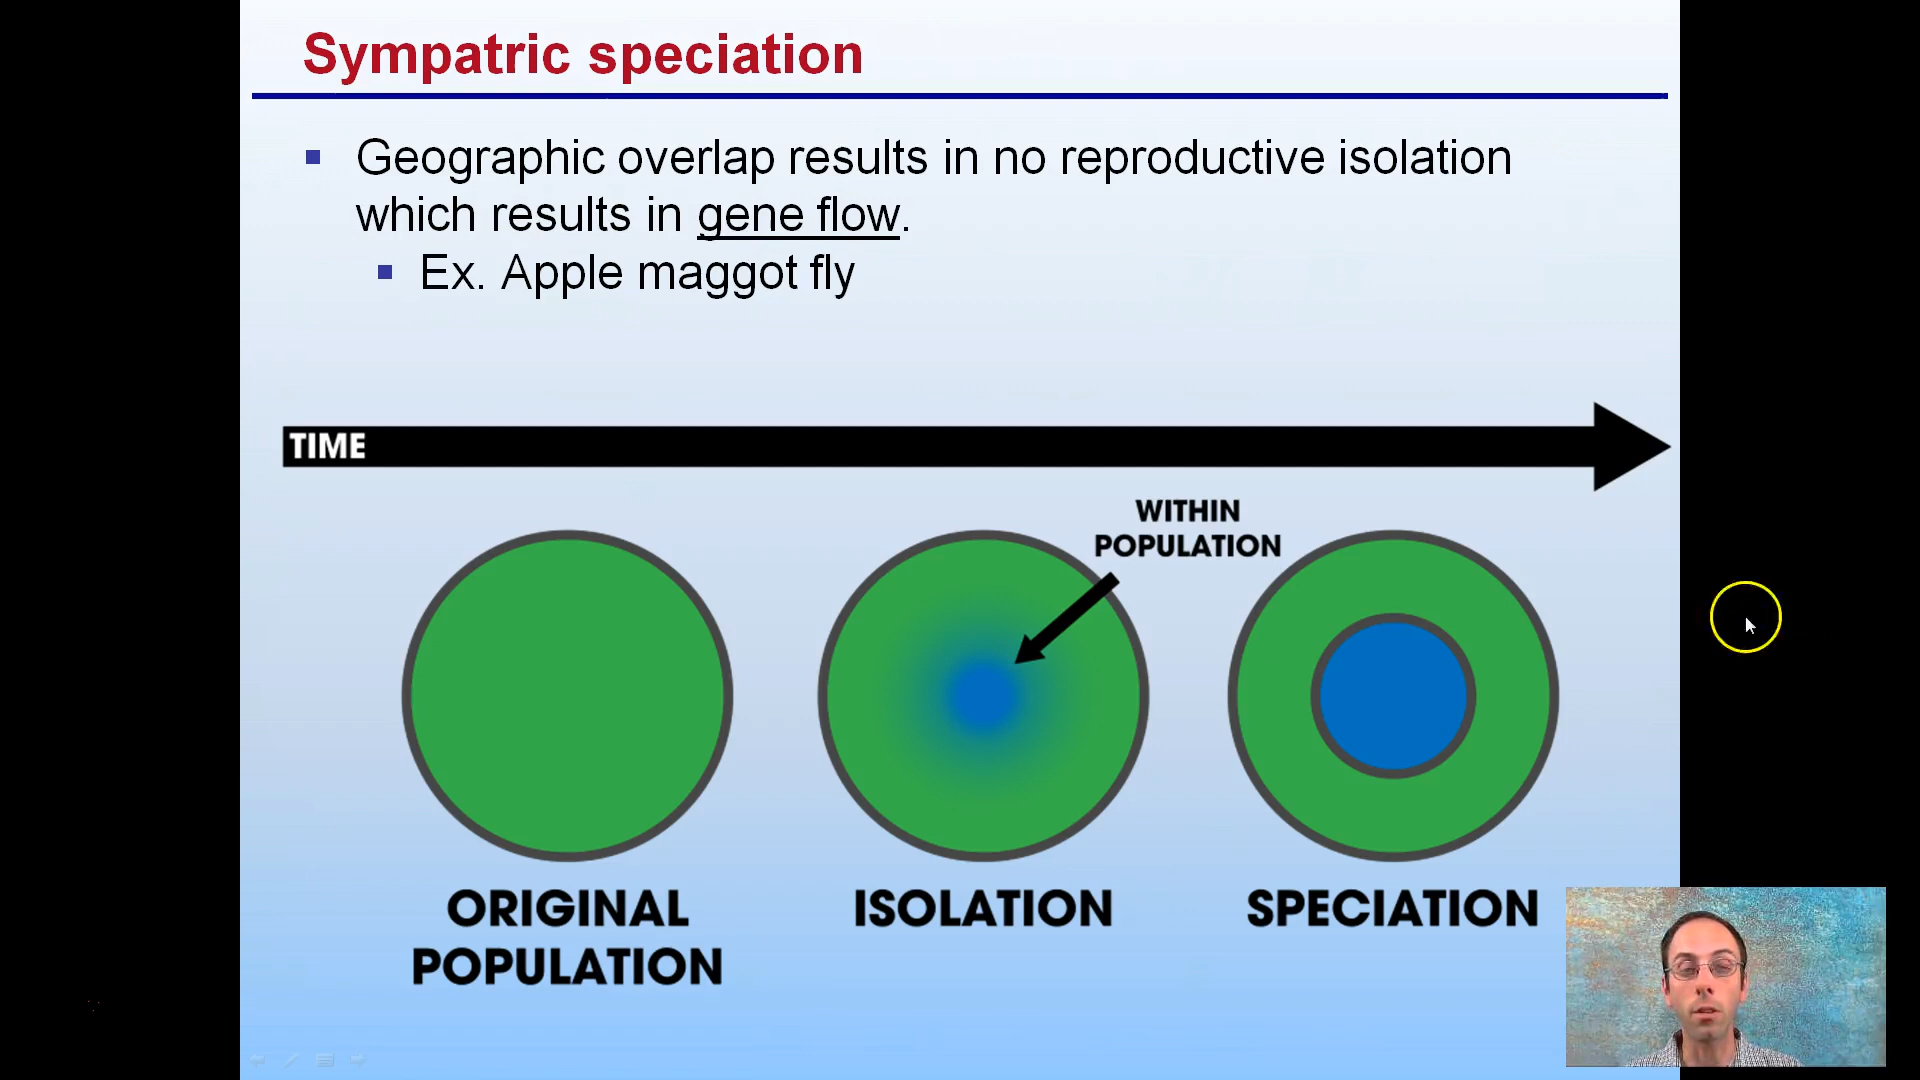 Sympatric speciation
Geographic overlap results in no reproductive isolation
which results in gene flow.
Ex. Apple maggot fly
TIME
WITHIN
POPULATION
ORIGINAL
POPULATION
ISOLATION
SPECIATION